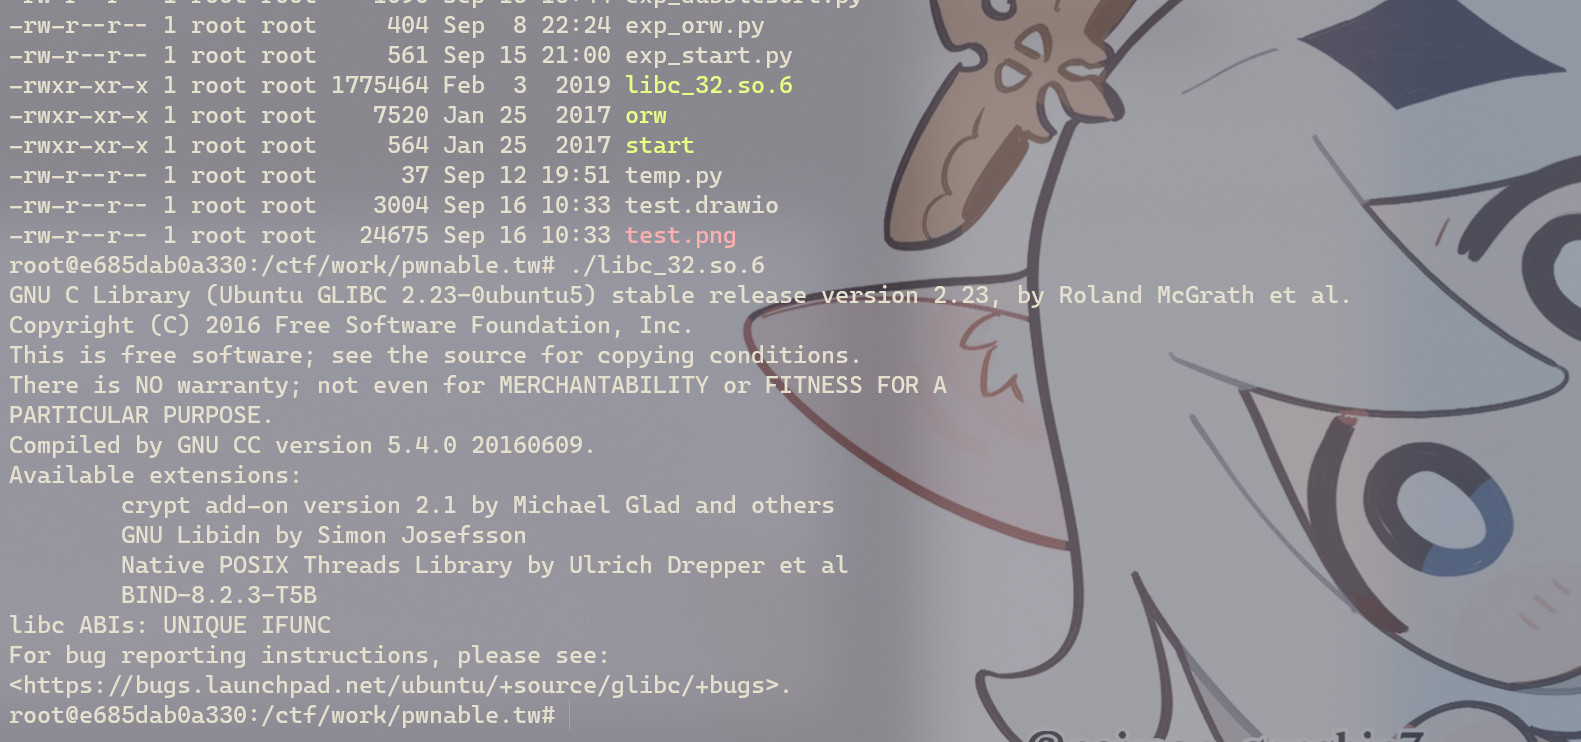 -rw-r--r-- 1 root root    404 Sep  8 22:24 exp_orw.py
-rw-r--r-- 1 root root    561 Sep 15 21:00 exp_start.py
-rwxr-xr-x 1 root root 1775464 Feb  3  2019 libc_32.so.6
-rwxr-xr-x 1 root root    7520 Jan 25  2017 orw
-rwxr-xr-x 1 root root     564 Jan 25  2017 start
-rw-r--r-- 1 root root      37 Sep 12 19:51 temp.py
-rw-r--r-- 1 root root    3004 Sep 16 10:33 test.drawio
-rw-r--r-- 1 root root   24675 Sep 16 10:33 test.png
root@e685dab0a330:/ctf/work/pwnable.tw# ./libc_32.so.6
GNU C Library (Ubuntu GLIBC 2.23-0ubuntu5) stable release version 2.23, by Roland McGrath et al.
Copyright (C) 2016 Free Software Foundation, Inc.
This is free software; see the source for copying conditions.
There is NO warranty; not even for MERCHANTABILITY or FITNESS FOR A
PARTICULAR PURPOSE.
Compiled by GNU CC version 5.4.0 20160609.
Available extensions:
        crypt add-on version 2.1 by Michael Glad and others
        GNU Libidn by Simon Josefsson
        Native POSIX Threads Library by Ulrich Drepper et al
        BIND-8.2.3-T5B
libc ABIs: UNIQUE IFUNC
For bug reporting instructions, please see:
<https://bugs.launchpad.net/ubuntu/+source/glibc/+bugs>.
root@e685dab0a330:/ctf/work/pwnable.tw#